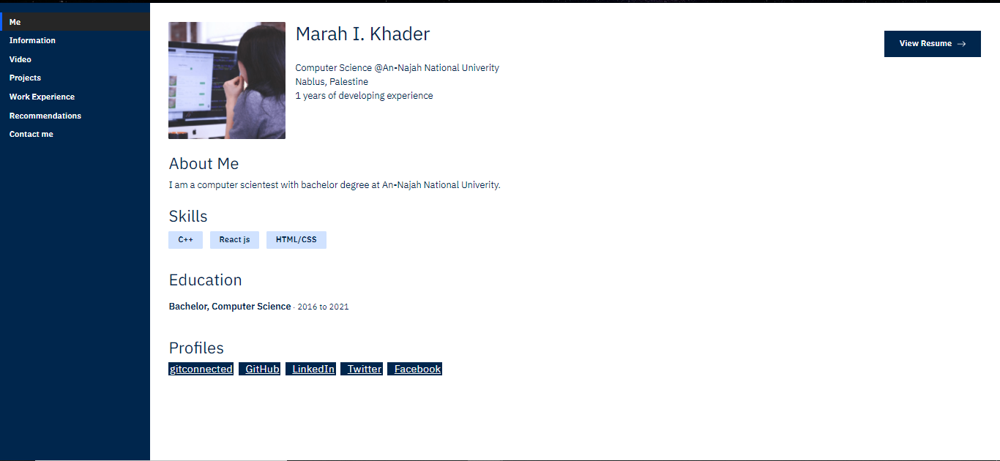 Me
Information
Video
Projects
Work Experience
Recommendations
Contact me
Marah I. Khader
View Resume →
Computer Science @An-Najah National Univerity
Nablus, Palestine
1 years of developing experience
About Me
I am a computer scientest with bachelor degree at An-Najah National Univerity.
Skills
C++ React js HTML/CSS
Education
Bachelor, Computer Science · 2016 to 2021
Profiles
gitconnected GitHub LinkedIn Twitter Facebook